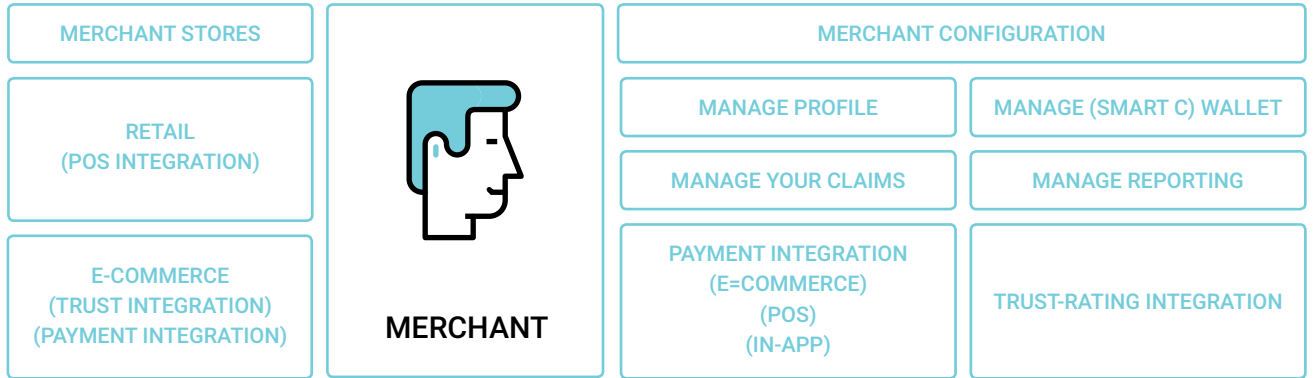 MERCHANT STORES
RETAIL
(POS INTEGRATION)
E-COMMERCE
(TRUST INTEGRATION)
(PAYMENT INTEGRATION)
MERCHANT
MERCHANT CONFIGURATION
MANAGE PROFILE
MANAGE (SMART C) WALLET
MANAGE YOUR CLAIMS
MANAGE REPORTING
PAYMENT INTEGRATION
(E=COMMERCE)
(POS)
(IN-APP)
TRUST-RATING INTEGRATION